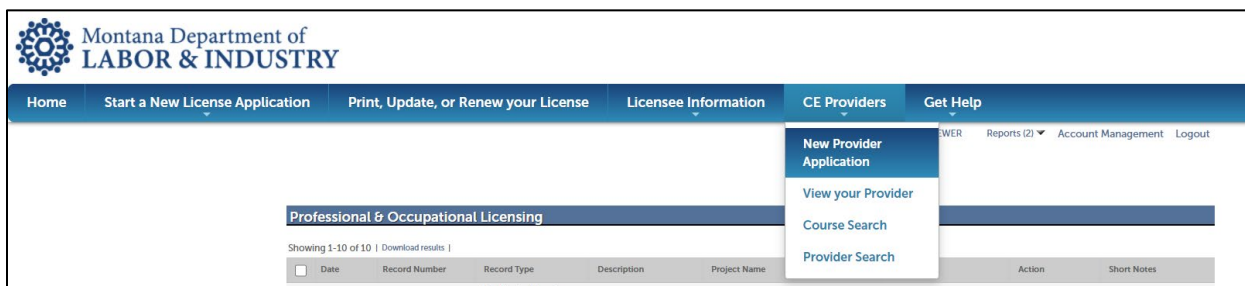 Montana Department of
LABOR & INDUSTRY
Home Start a New License Application Print, Update, or Renew your License Licensee Information CE Providers Get Help
New Provider
Application
View your Provider
Course Search
Provider Search
EWER Reports (2) Account Management Logout
Professional & Occupational Licensing
Showing 1-10 of 10 | Download results |
Date Record Number Record Type Description Project Name Action Short Notes